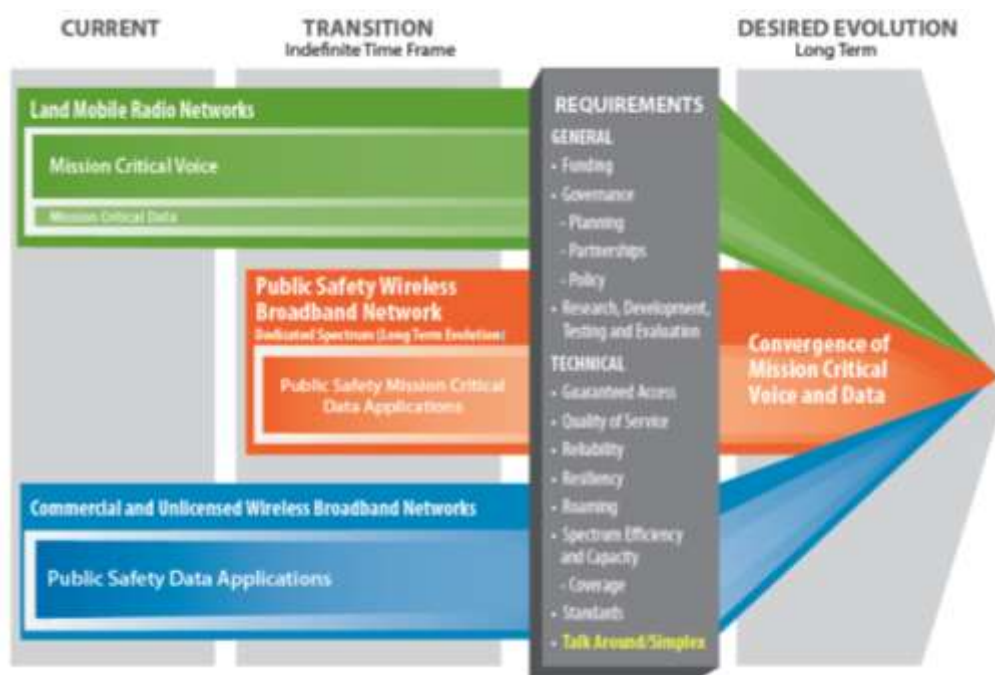 CURRENT
TRANSITION
Indefinite Time Frame
DESIRED EVOLUTION
Long Term
Land Mobile Radio Networks
Mission Critical Voice
Mission Critical Data
Public Safety Wireless
Broadband Network
Dedicated Spectrum (Long Term Evolution)
Public Safety Mission Critical
Data Applications
Commercial and Unlicensed Wireless Broadband Networks
Public Safety Data Applications
REQUIREMENTS
GENERAL
• Funding
• Governance
- Planning
- Partnerships
- Policy
• Research, Development,
Testing and Evaluation
TECHNICAL
• Guaranteed Access
• Quality of Service
• Reliability
• Resiliency
• Roaming
• Spectrum Efficiency
and Capacity
- Coverage
• Standards
• Talk Around/Simplex
Convergence of
Mission Critical
Voice and Data